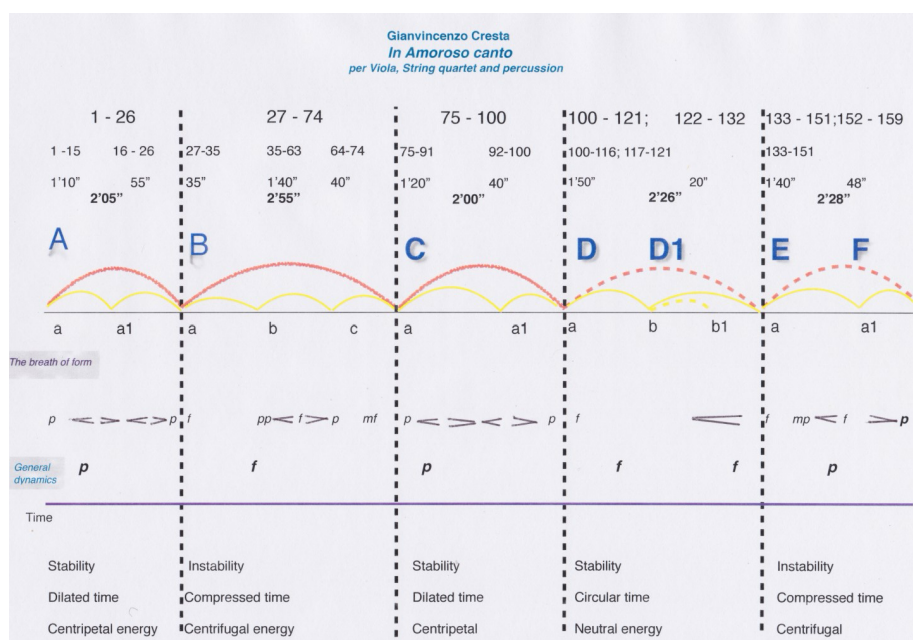 Gianvincenzo Cresta
In Amoroso canto
per Viola, String quartet and percussion
1 - 26 27 - 74 75 - 100 100 - 121; 122 - 132 133 - 151;152 - 159
1 -15 16 - 26 27-35 35-63 64-74 75-91 92-100 100-116; 117-121 133-151
1'10” 55” 35” 1'40” 40” 1'20” 40” 1'50” 20” 1'40” 48”
2'05” 2'55” 2'00” 2'26” 2'28”
A B C D D1 E F
a a1 a b c a a1 a b b1 a a1
The breath of form
p p f pp f p mf p p f f mp f p
General
dynamics
p f p f f p
Time
Stability Instability Stability Stability Instability
Dilated time Compressed time Dilated time Circular time Compressed time
Centripetal energy Centrifugal energy Centripetal Neutral energy Centrifugal